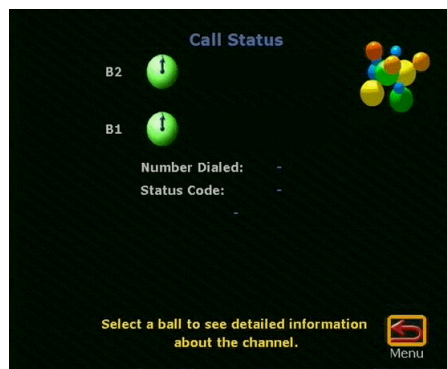 Call Status
B2
B1
Number Dialed: -
Status Code: -
-
Select a ball to see detailed information
about the channel.
Menu